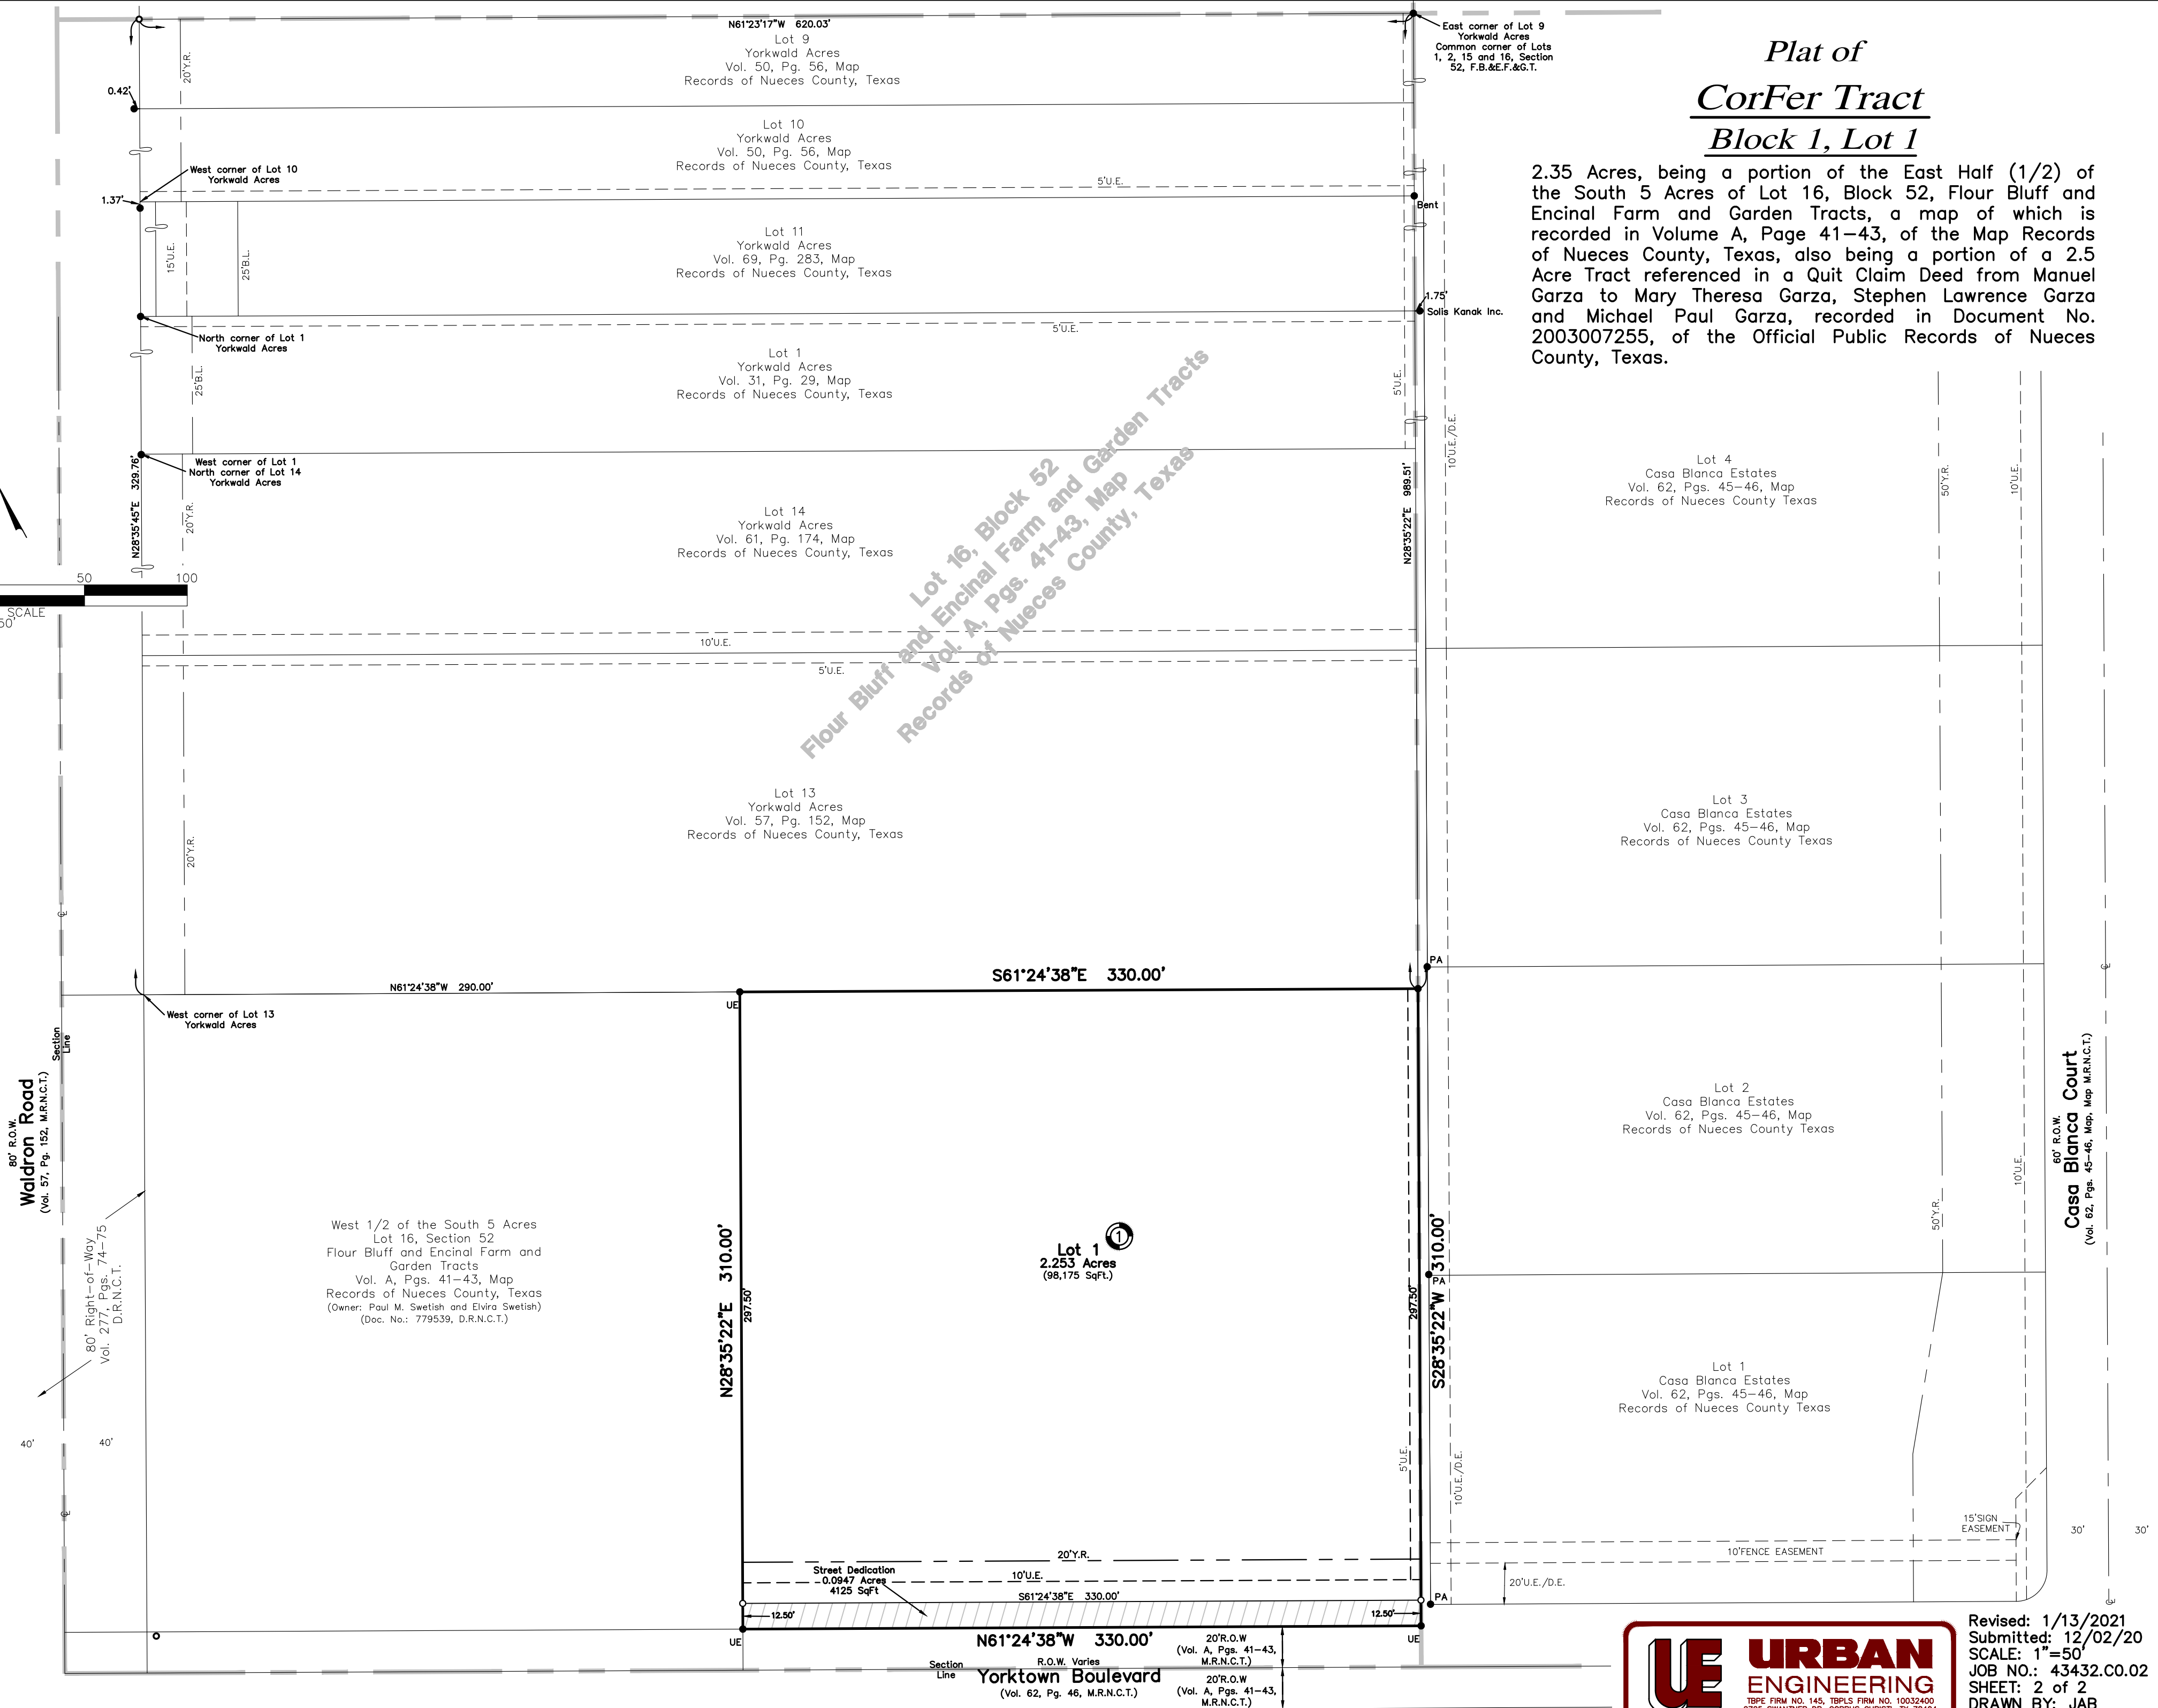 Plat of
CorFer Tract
Block 1, Lot 1
2.35 Acres, being a portion of the East Half (1/2) of
the South 5 Acres of Lot 16, Block 52, Flour Bluff and
Encinal Farm and Garden Tracts, a map of which is
recorded in Volume A, Page 41-43, of the Map Records
of Nueces County, Texas, also being a portion of a 2.5
Acre Tract referenced in a Quit Claim Deed from Manuel
Garza to Mary Theresa Garza, Stephen Lawrence Garza
and Michael Paul Garza, recorded in Document No.
2003007255, of the Official Public Records of Nueces
County, Texas.
N61°23'17"W 620.03'
East corner of Lot 9
Yorkwald Acres
Common corner of Lots
1, 2, 15 and 16, Section
52, F.B.&E.F.&G.T.
Lot 9
Yorkwald Acres
Vol. 50, Pg. 56, Map
Records of Nueces County, Texas
20'Y.R.
0.42'
Lot 10
Yorkwald Acres
Vol. 50, Pg. 56, Map
Records of Nueces County, Texas
West corner of Lot 10
Yorkwald Acres
5'U.E.
1.37'
Bent
15'U.E.
25'B.L.
Lot 11
Yorkwald Acres
Vol. 69, Pg. 283, Map
Records of Nueces County, Texas
1.75'
Solis Kanak Inc.
North corner of Lot 1
Yorkwald Acres
5'U.E.
25'B.L.
Lot 1
Yorkwald Acres
Vol. 31, Pg. 29, Map
Records of Nueces County, Texas
5'U.E.
10'U.E./D.E.
West corner of Lot 1
North corner of Lot 14
Yorkwald Acres
N28°35'45"E 329.76'
20'Y.R.
Lot 14
Yorkwald Acres
Vol. 61, Pg. 174, Map
Records of Nueces County, Texas
N28°35'22"E 989.51'
Lot 16, Block 52
Flour Bluff and Encinal Farm and Garden Tracts
Vol. A, Pgs. 41-43, Map
Records of Nueces County, Texas
Lot 4
Casa Blanca Estates
Vol. 62, Pgs. 45-46, Map
Records of Nueces County Texas
50'Y.R.
10'U.E.
50
100
SCALE
50'
10'U.E.
5'U.E.
Lot 13
Yorkwald Acres
Vol. 57, Pg. 152, Map
Records of Nueces County, Texas
20'Y.R.
Lot 3
Casa Blanca Estates
Vol. 62, Pgs. 45-46, Map
Records of Nueces County Texas
PA
N61°24'38"W 290.00'
S61°24'38"E 330.00'
UE
West corner of Lot 13
Yorkwald Acres
Section
Line
80' R.O.W.
Waldron Road
(Vol. 57, Pg. 152, M.R.N.C.T.)
Lot 2
Casa Blanca Estates
Vol. 62, Pgs. 45-46, Map
Records of Nueces County Texas
60' R.O.W.
Casa Blanca Court
(Vol. 62, Pgs. 45-46, Map, Map M.R.N.C.T.)
10'U.E.
50'Y.R.
80' Right-of-Way
Vol. 277, Pgs. 74-75
D.R.N.C.T.
West 1/2 of the South 5 Acres
Lot 16, Section 52
Flour Bluff and Encinal Farm and
Garden Tracts
Vol. A, Pgs. 41-43, Map
Records of Nueces County, Texas
(Owner: Paul M. Swetish and Elvira Swetish)
(Doc. No.: 779539, D.R.N.C.T.)
N28°35'22"E 310.00'
297.50'
1
Lot 1
2.253 Acres
(98,175 SqFt.)
297.50'
S28°35'22"W 310.00'
PA
Lot 1
Casa Blanca Estates
Vol. 62, Pgs. 45-46, Map
Records of Nueces County Texas
40'
40'
5'U.E.
10'U.E./D.E.
15'SIGN
EASEMENT
30'
30'
10'FENCE EASEMENT
20'U.E./D.E.
PA
20'Y.R.
10'U.E.
Street Dedication
0.0947 Acres
4125 SqFt
S61°24'38"E 330.00'
12.50'
12.50'
UE
N61°24'38"W 330.00'
UE
20'R.O.W
(Vol. A, Pgs. 41-43,
M.R.N.C.T.)
Section
Line
R.O.W. Varies
Yorktown Boulevard
(Vol. 62, Pg. 46, M.R.N.C.T.)
20'R.O.W
(Vol. A, Pgs. 41-43,
M.R.N.C.T.)
UE
URBAN
ENGINEERING
TBPE FIRM NO. 145, TBPLS FIRM NO. 10032400
Revised: 1/13/2021
Submitted: 12/02/20
SCALE: 1"=50'
JOB NO.: 43432.C0.02
SHEET: 2 of 2
DRAWN BY: JAB